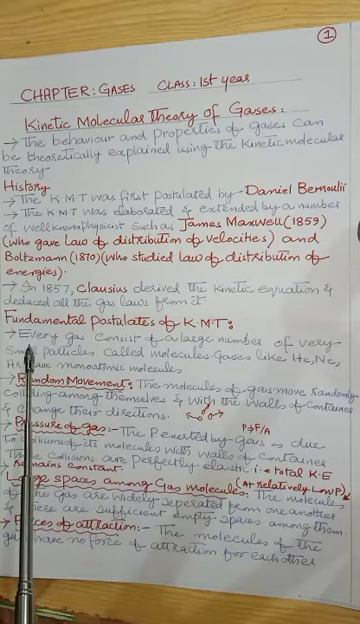 1
CHAPTER: GASES CLASS: 1st year
Kinetic Molecular Theory of Gases:
→ The behaviour and properties of gases can
be theoretically explained using the Kinetic molecular
theory
History
→ The K.M.T was first postulated by - Daniel Bernulii
→ The K.M.T was elaborated & extended by a number
of well known physicist such as James Maxwell (1859)
(who gave Law of distribution of velocities) and
Boltzmann (1870) (who studied law of distribution of
energies).
→ In 1857, Clausius derived the kinetic equation &
deduced all the gas laws from it
Fundamental Postulates of K.M.T:
→ Every gas consist of a large number of very
Small particles called molecules. Gases like He, Ne,
have monoatomic molecules
→ Random Movement: The molecules of gas move Randomly
colliding among themselves & with the walls of container
& change their directions.
→ Pressure of gas:- The P exerted by gas is due P→F/A
to collisions of its molecules with walls of container
These collisions are perfectly elastic i.e total K.E
remains constant.
Large spaces among Gas molecules: (At relatively Low P)
The molecules
of the Gas are widely seperated from one another
& there are sufficient empty spaces among them
→ Forces of attraction:- The molecules of the
gas have no force of attraction for each other